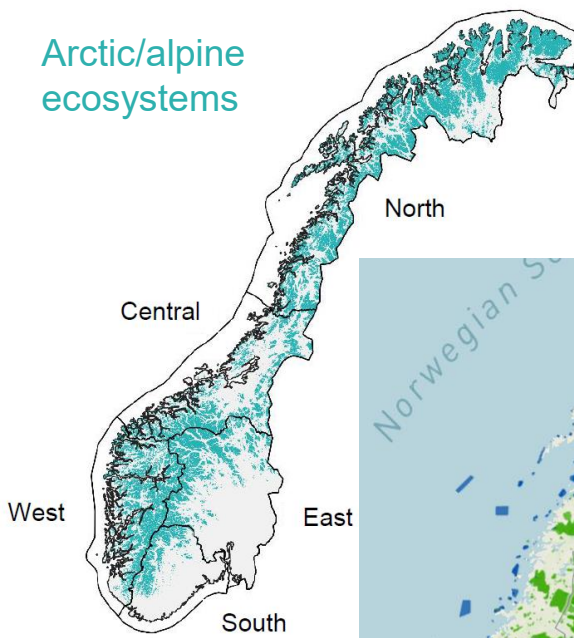 Arctic/alpine
ecosystems
North
Central
Norwegian
West
East
South